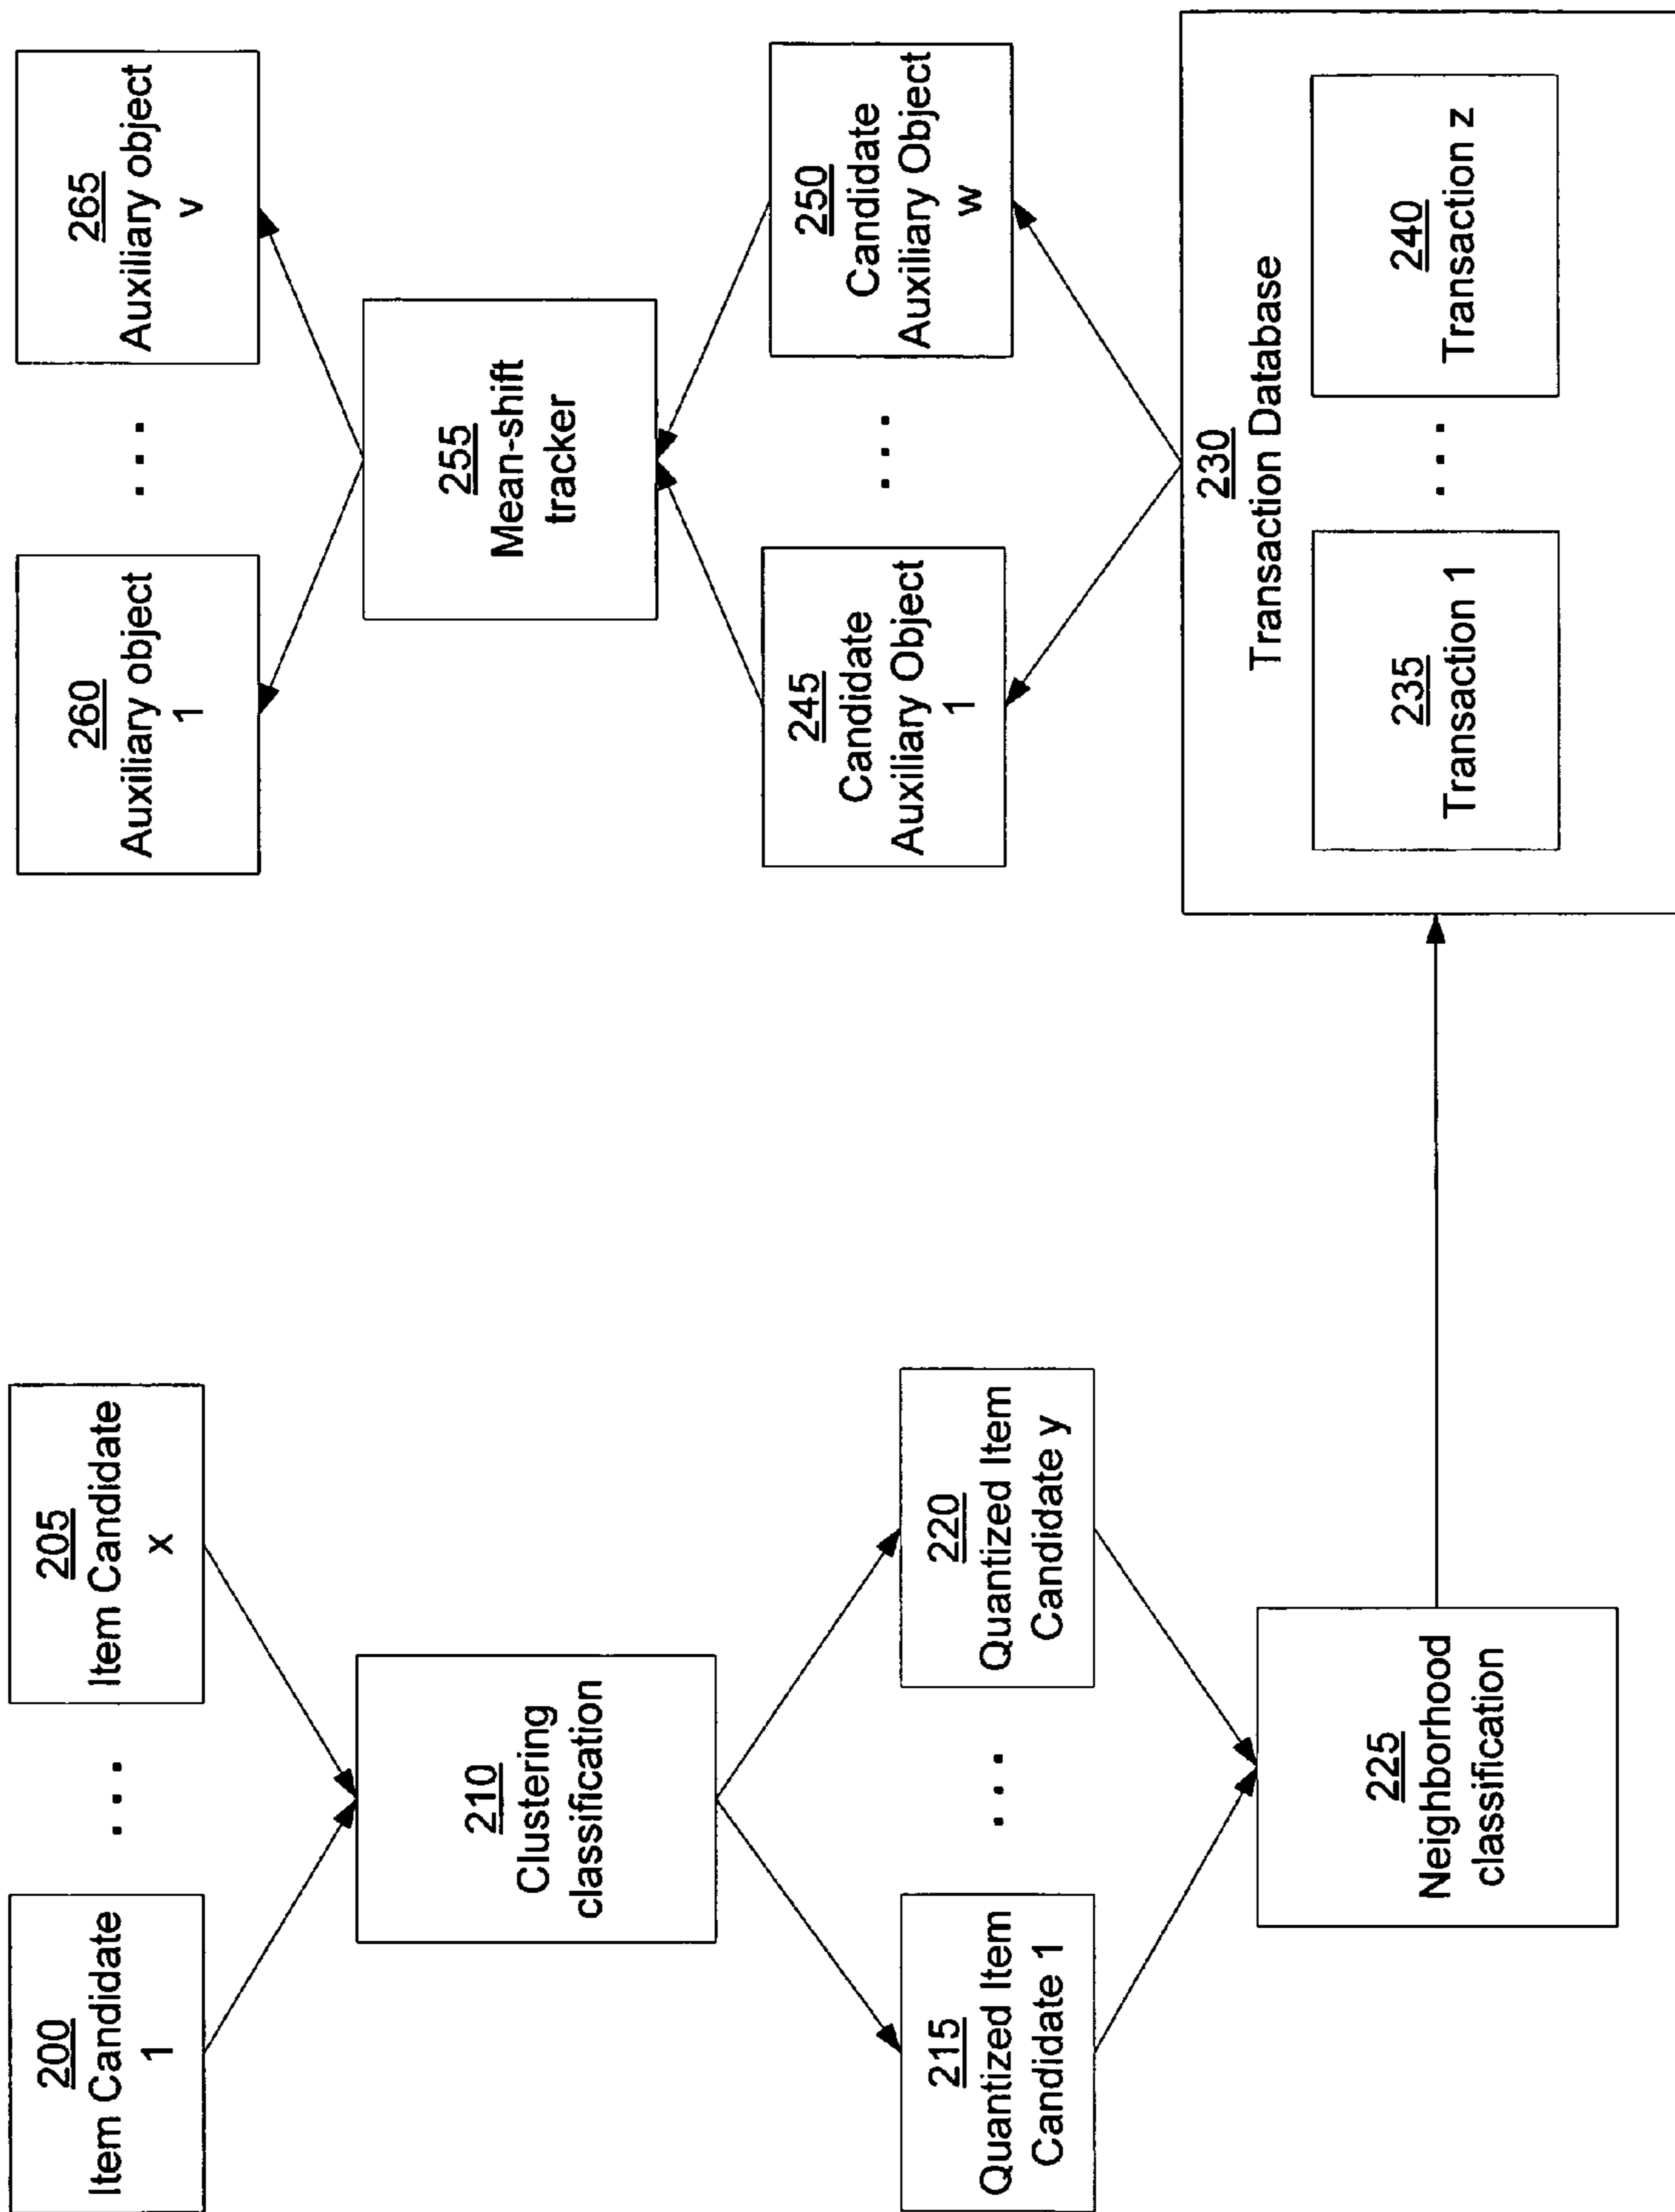 200
Item Candidate
1
. . .
205
Item Candidate
x
210
Clustering
classification
215
Quantized Item
Candidate 1
. . .
220
Quantized Item
Candidate y
225
Neighborhood
classification
260
Auxiliary object
1
. . .
265
Auxiliary object
v
255
Mean-shift
tracker
245
Candidate
Auxiliary Object
1
. . .
250
Candidate
Auxiliary Object
w
230
Transaction Database
235
Transaction 1
. . .
240
Transaction z